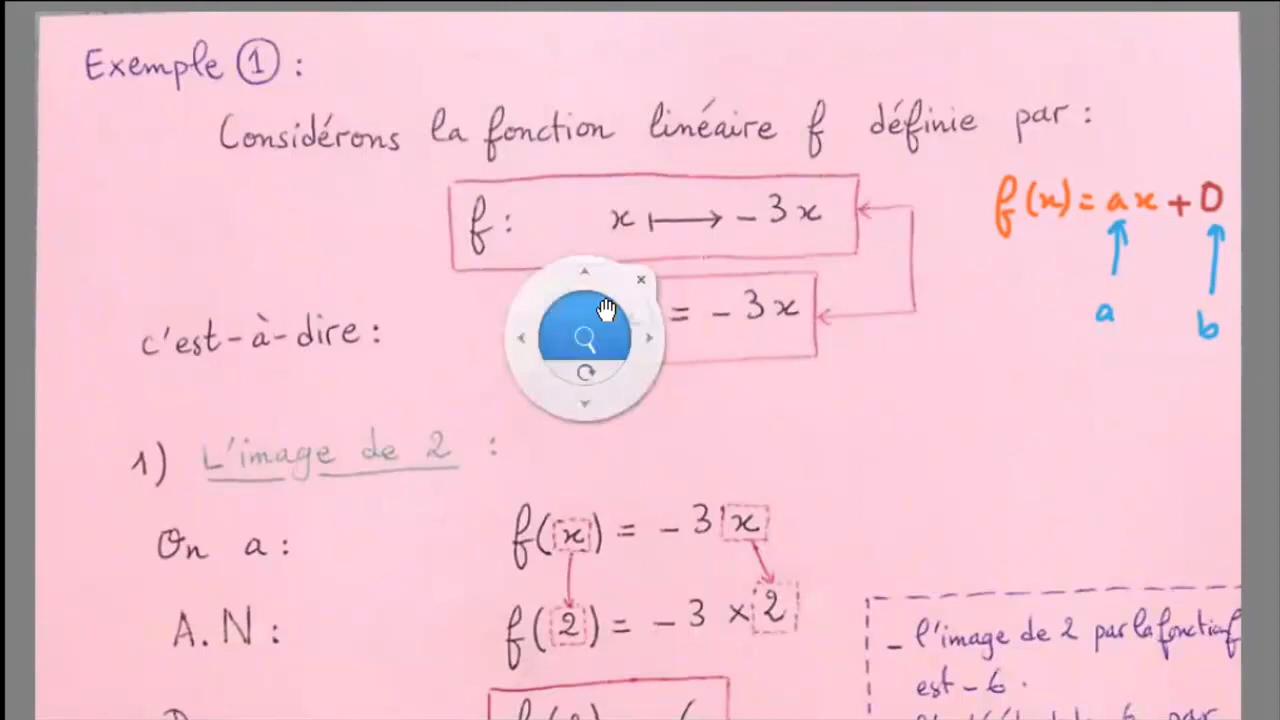 Exemple ① :
Considérons la fonction linéaire f définie par :
f : x ⟼ -3x
f(x) = ax + 0
a
b
c'est-à-dire : = -3x
1) L'image de 2 :
On a : f(x) = -3x
A.N : f(2) = -3 × 2
- l'image de 2 par la fonction f
est -6.